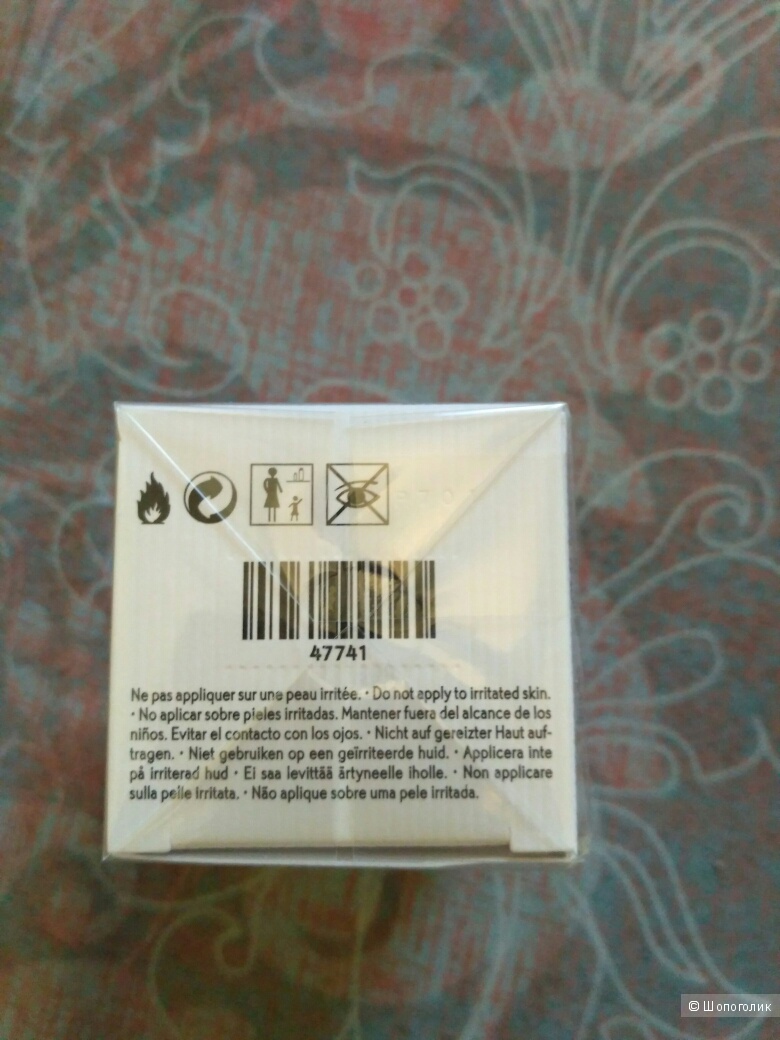 47741
Ne pas appliquer sur une peau irritée. • Do not apply to irritated skin.
• No aplicar sobre pieles irritadas. Mantener fuera del alcance de los
niños. Evitar el contacto con los ojos. • Nicht auf gereizter Haut auf-
tragen. • Niet gebruiken op een geïrriteerde huid. • Applicera inte
på irriterad hud • Ei saa levittää ärtyneelle iholle. • Non applicare
sulla pelle irritata. • Não aplique sobre uma pele irritada.
© Шопоголик